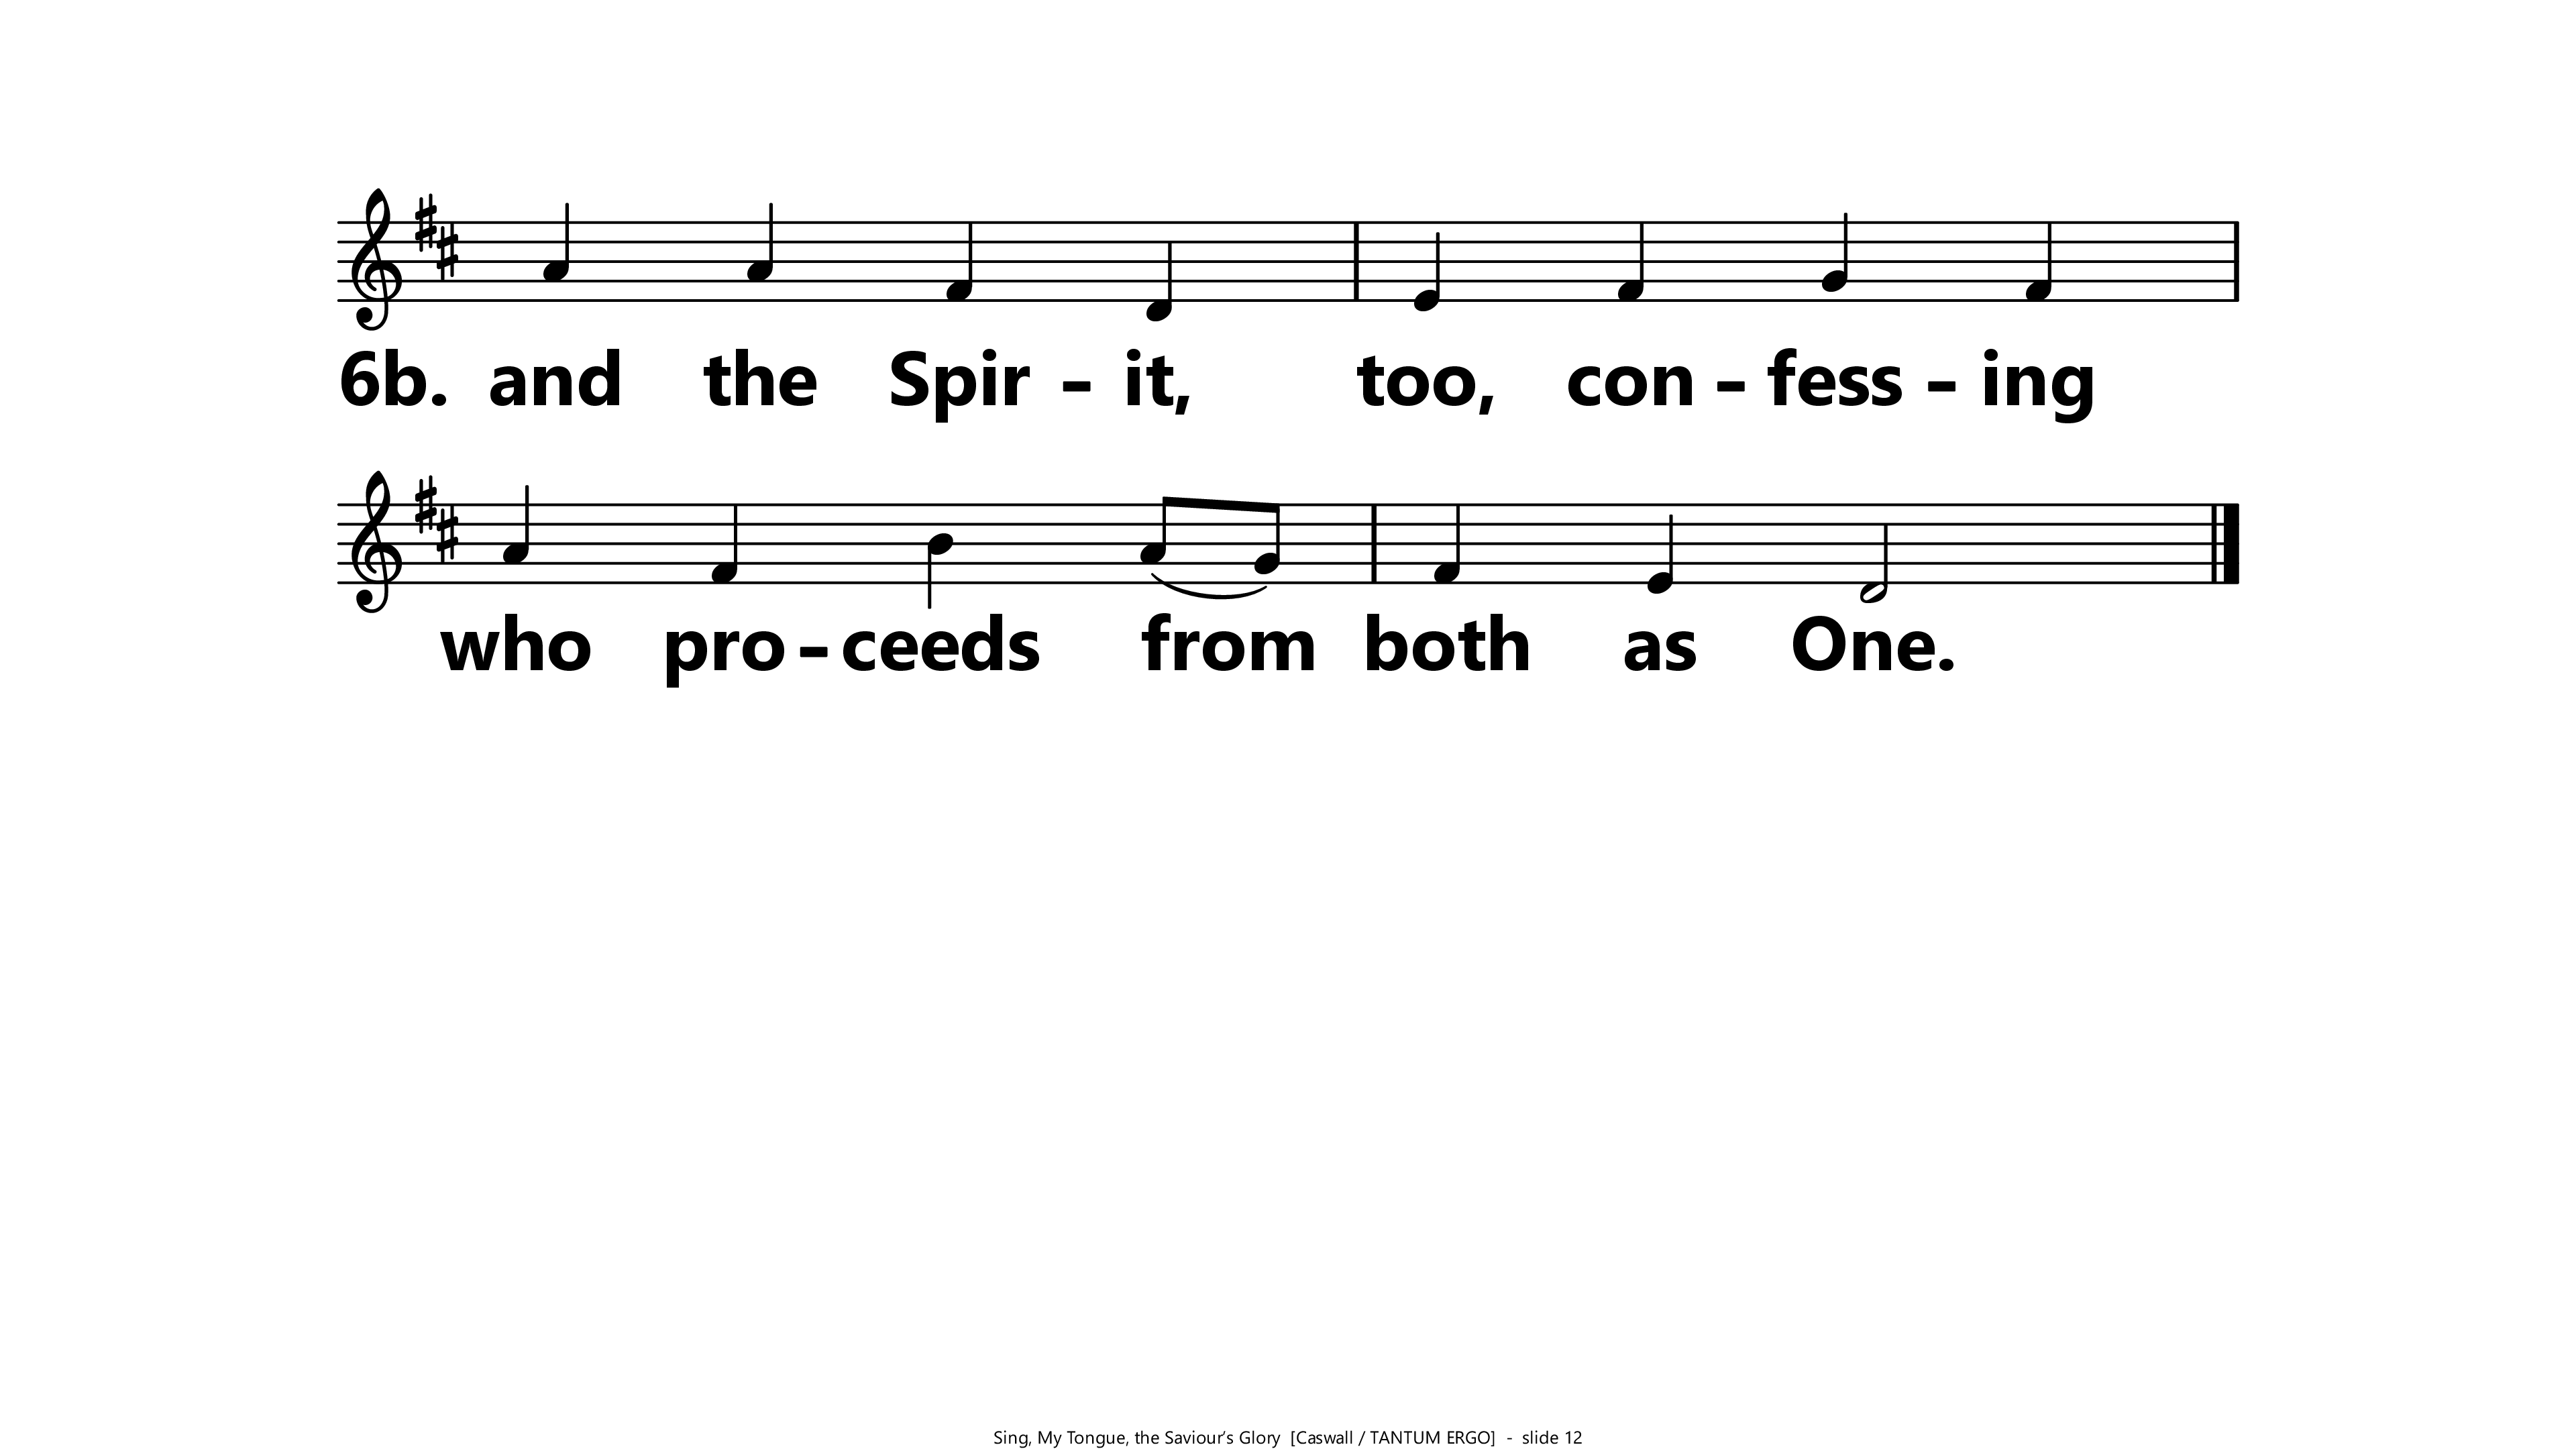 6b. and the Spir - it, too, con - fess - ing
who pro - ceeds from both as One.
Sing, My Tongue, the Saviour’s Glory [Caswall / TANTUM ERGO] - slide 12